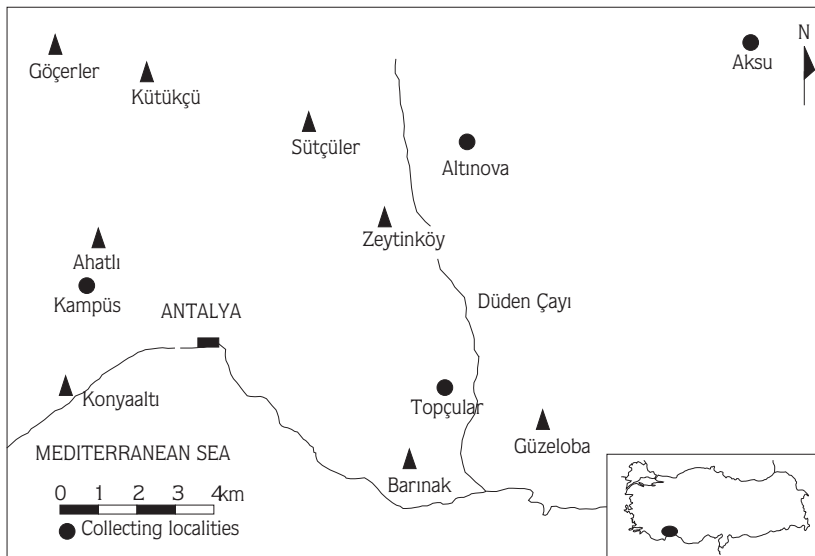 N
Göçerler
Kütükçü
Aksu
Sütçüler
Altınova
Zeytinköy
Ahatlı
Kampüs
ANTALYA
Düden Çayı
Konyaaltı
Topçular
Güzeloba
MEDITERRANEAN SEA
Barınak
0 1 2 3 4km
Collecting localities